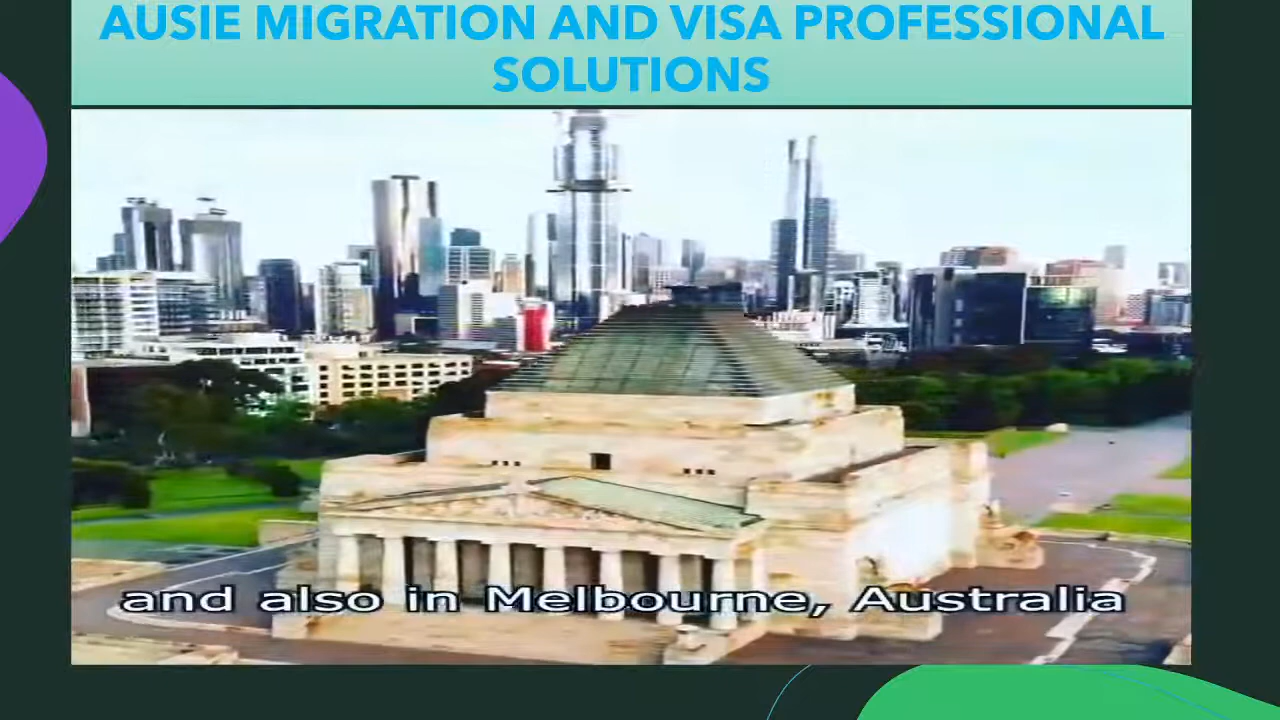 AUSIE MIGRATION AND VISA PROFESSIONAL
SOLUTIONS
and also in Melbourne, Australia